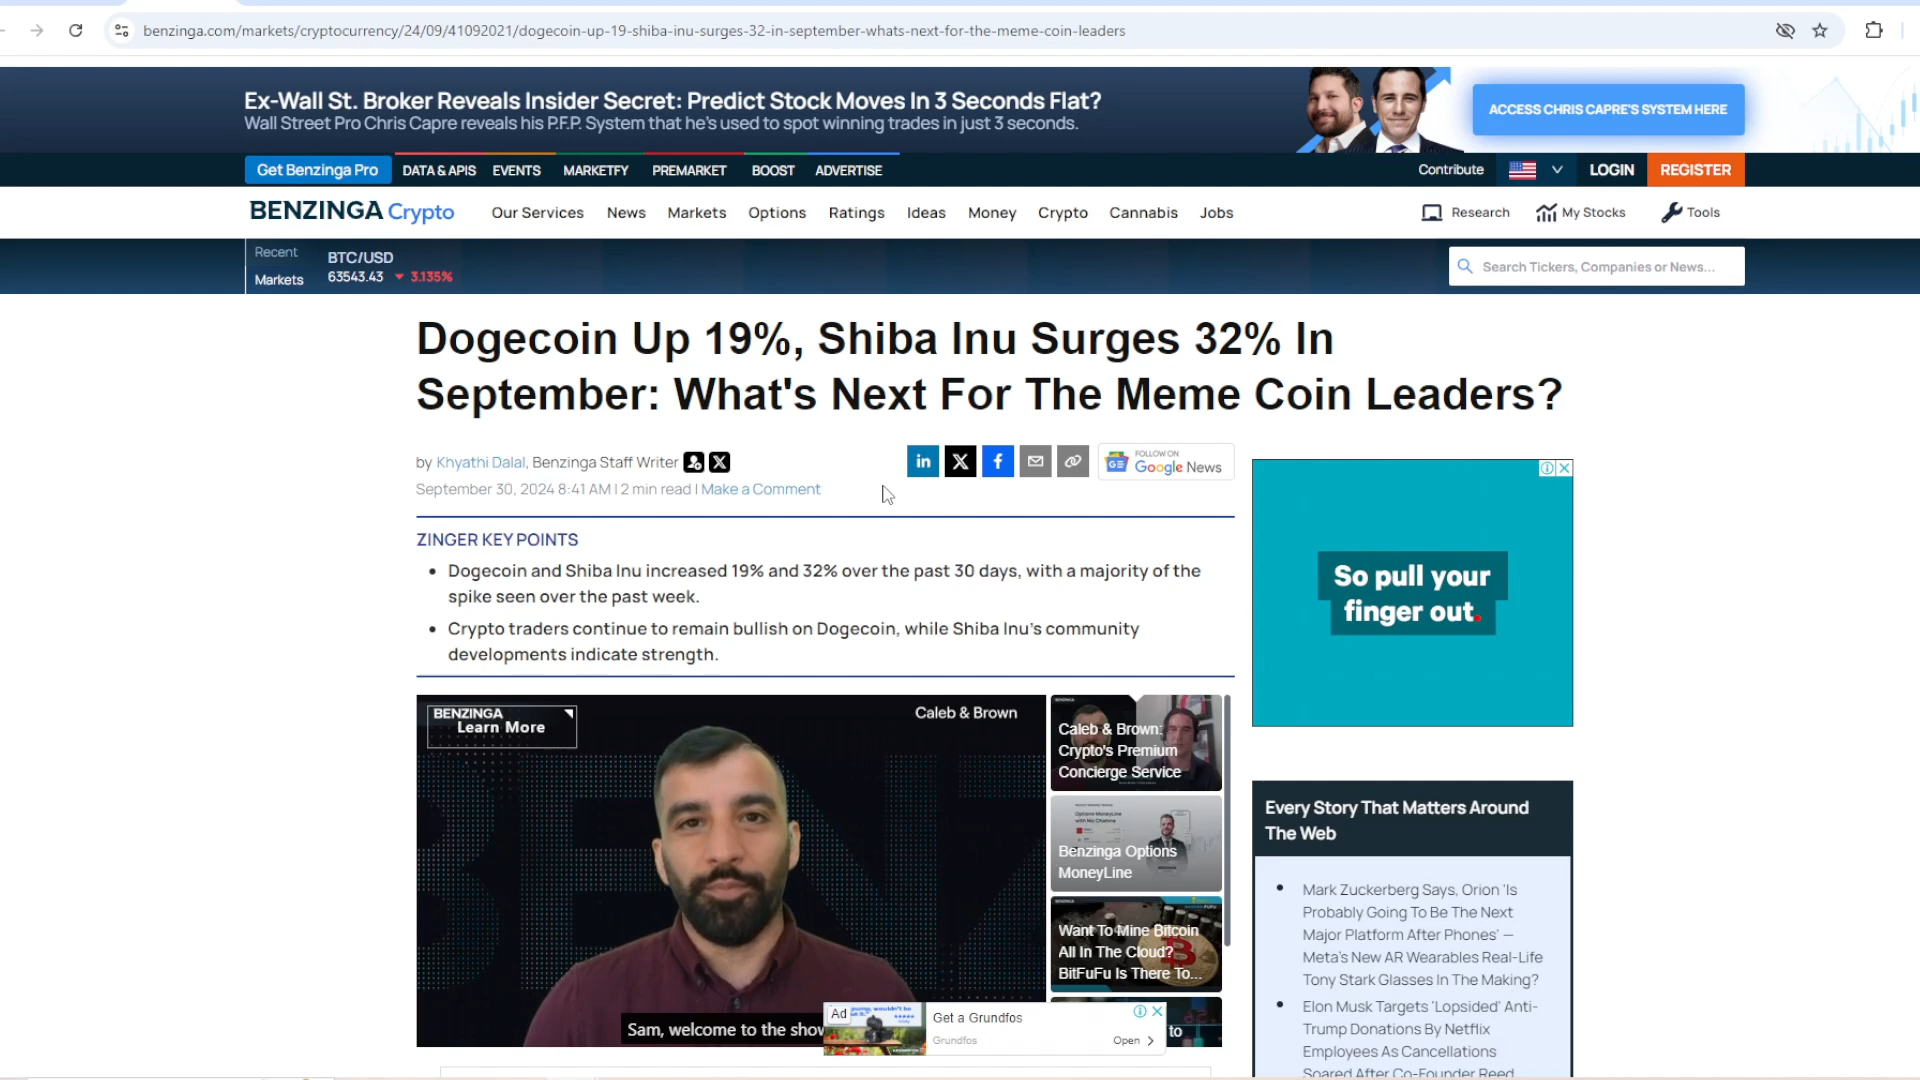 benzinga.com/markets/cryptocurrency/24/09/41092021/dogecoin-up-19-shiba-inu-surges-32-in-september-whats-next-for-the-meme-coin-leaders
Ex-Wall St. Broker Reveals Insider Secret: Predict Stock Moves In 3 Seconds Flat?
Wall Street Pro Chris Capre reveals his P.F.P. System that he's used to spot winning trades in just 3 seconds.
ACCESS CHRIS CAPRE'S SYSTEM HERE
Get Benzinga Pro DATA & APIS EVENTS MARKETFY PREMARKET BOOST ADVERTISE Contribute LOGIN REGISTER
BENZINGA Crypto Our Services News Markets Options Ratings Ideas Money Crypto Cannabis Jobs Research My Stocks Tools
Recent
Markets
BTC/USD
63543.43 3.135%
Search Tickers, Companies or News...
Dogecoin Up 19%, Shiba Inu Surges 32% In
September: What's Next For The Meme Coin Leaders?
by Khyathi Dalal, Benzinga Staff Writer
September 30, 2024 8:41 AM | 2 min read | Make a Comment
FOLLOW ON
Google News
ZINGER KEY POINTS
Dogecoin and Shiba Inu increased 19% and 32% over the past 30 days, with a majority of the
spike seen over the past week.
Crypto traders continue to remain bullish on Dogecoin, while Shiba Inu's community
developments indicate strength.
BENZINGA
Learn More
Caleb & Brown
Sam, welcome to the show
Caleb & Brown:
Crypto's Premium
Concierge Service
Benzinga Options
MoneyLine
Want To Mine Bitcoin
All In The Cloud?
BitFuFu Is There To...
to
Ad
Get a Grundfos
Grundfos
Open
So pull your
finger out.
Every Story That Matters Around
The Web
Mark Zuckerberg Says, Orion 'Is
Probably Going To Be The Next
Major Platform After Phones' —
Meta's New AR Wearables Real-Life
Tony Stark Glasses In The Making?
Elon Musk Targets 'Lopsided' Anti-
Trump Donations By Netflix
Employees As Cancellations
Soared After Co-Founder Reed